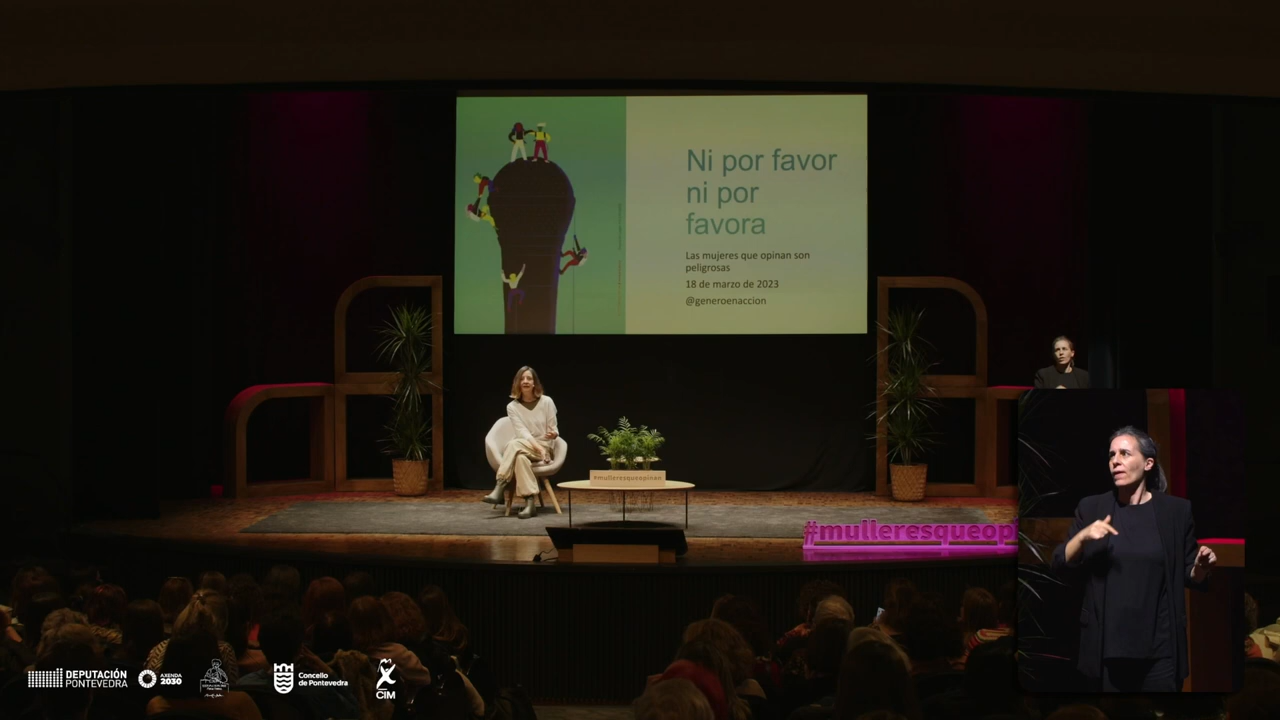 Ni por favor
ni por
favora
Las mujeres que opinan son
peligrosas
18 de marzo de 2023
@generoenaccion
#mulleresqueopinan
#mulleresqueopi
DEPUTACIÓN
PONTEVEDRA
AXENDA
2030
Concello
de Pontevedra
CIM